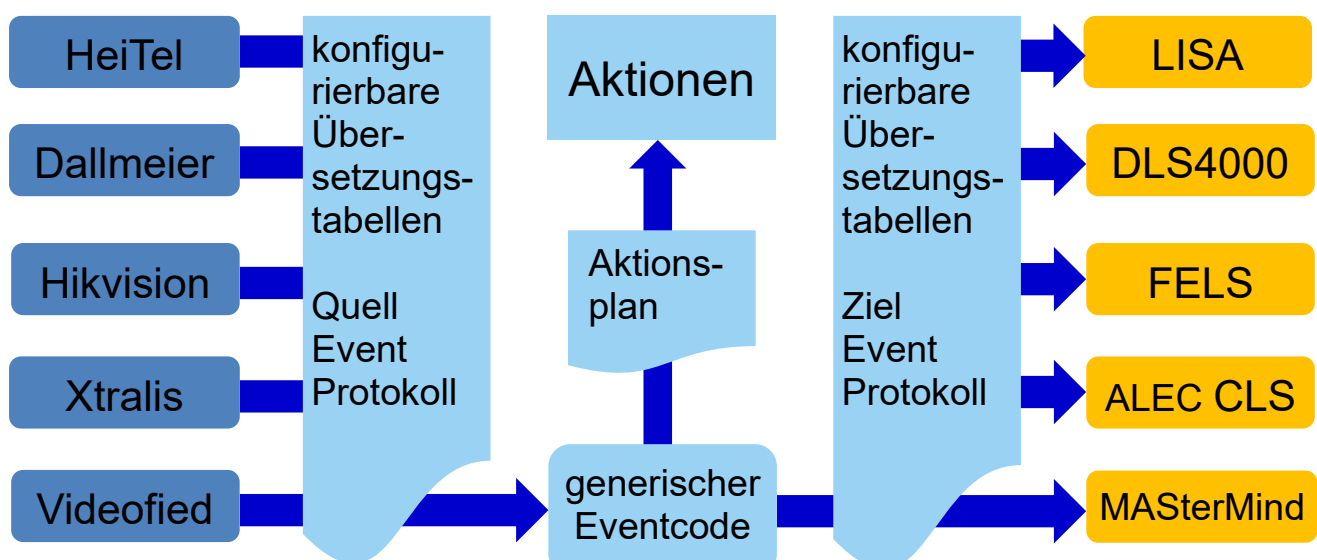 HeiTel
Dallmeier
Hikvision
Xtralis
Videofied
konfigu-
rierbare
Über-
setzungs-
tabellen
Quell
Event
Protokoll
Aktionen
Aktions-
plan
generischer
Eventcode
konfigu-
rierbare
Über-
setzungs-
tabellen
Ziel
Event
Protokoll
LISA
DLS4000
FELS
ALEC CLS
MASterMind